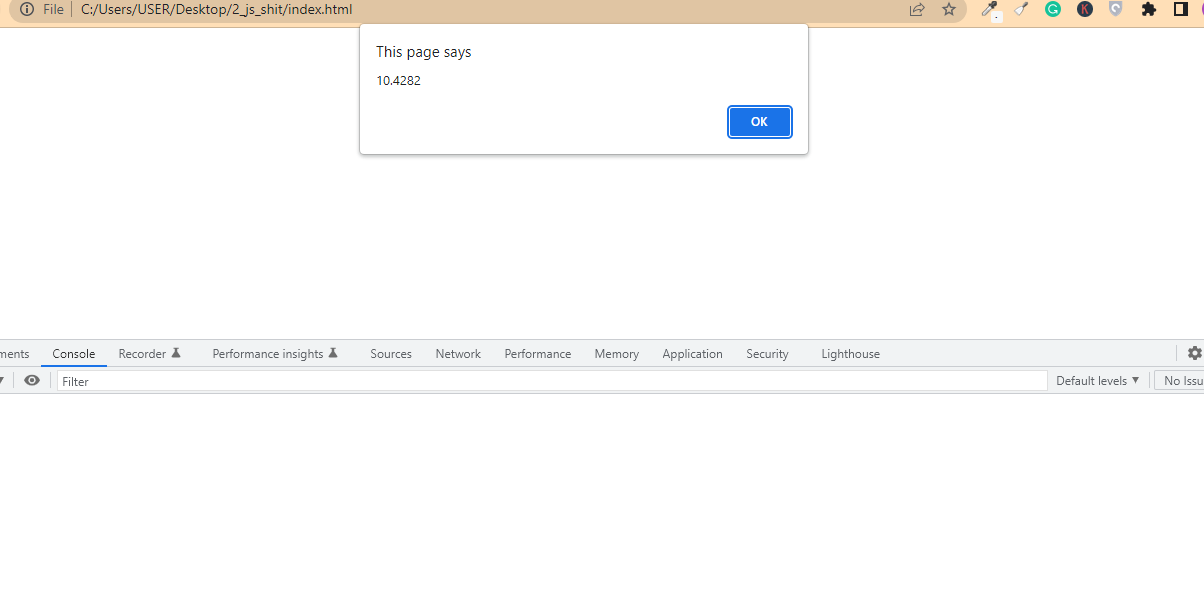 File C:/Users/USER/Desktop/2_js_shit/index.html
This page says
10.4282
OK
ments Console Recorder Performance insights Sources Network Performance Memory Application Security Lighthouse
Filter Default levels ▼ No Issu